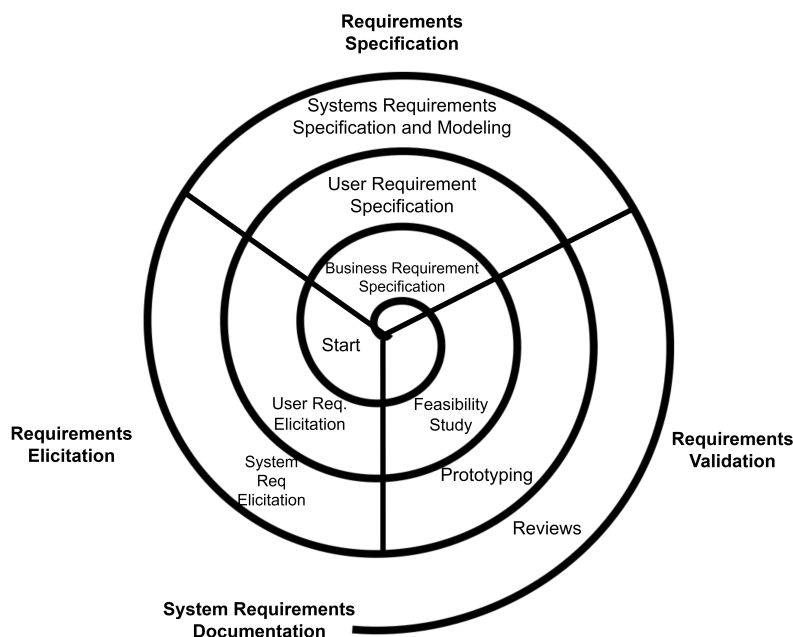 Requirements
Specification
Systems Requirements
Specification and Modeling
User Requirement
Specification
Business Requirement
Specification
Start
User Req.
Elicitation
Feasibility
Study
System
Req
Elicitation
Prototyping
Reviews
Requirements
Elicitation
Requirements
Validation
System Requirements
Documentation